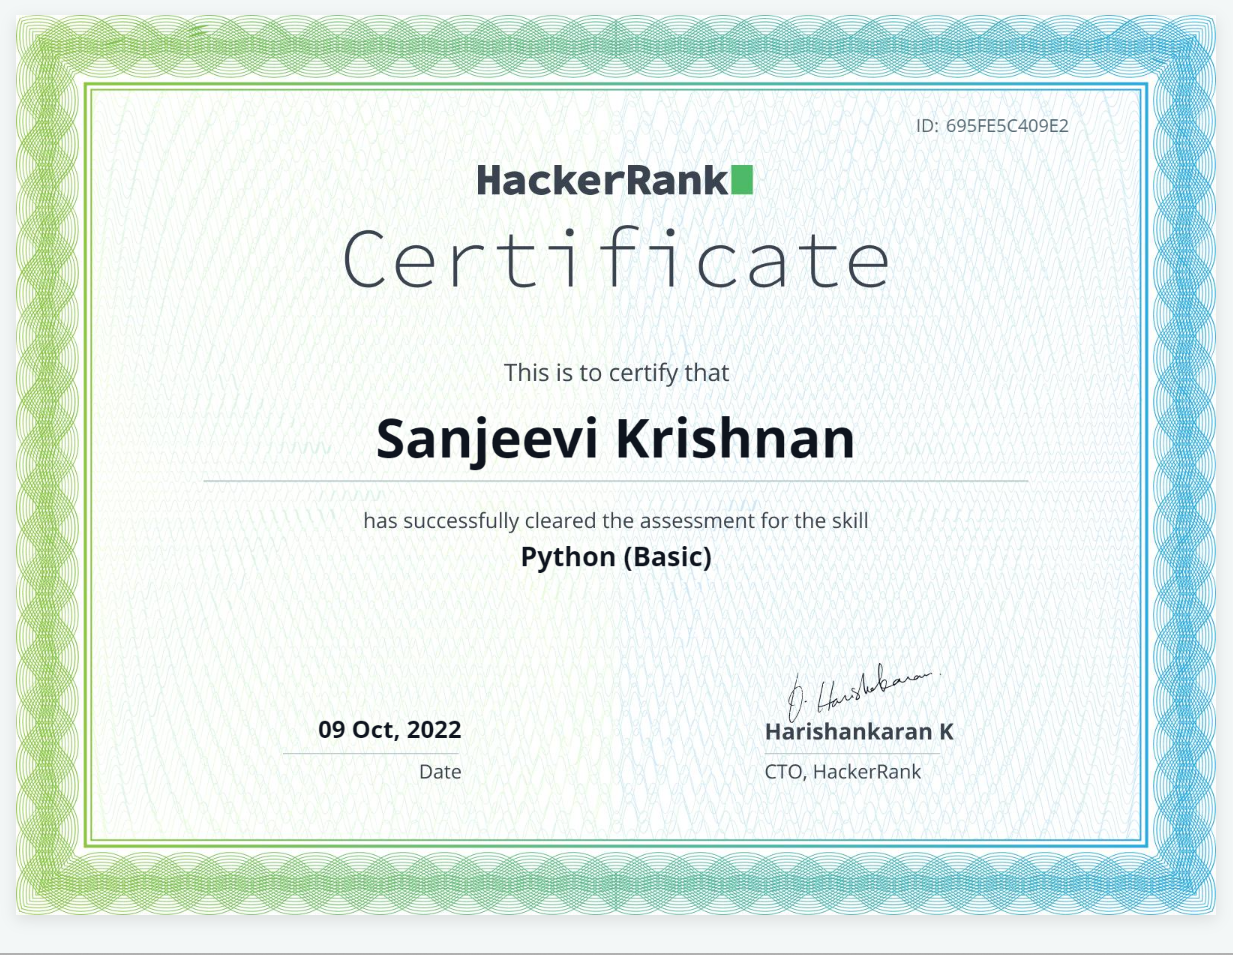 ID: 695FE5C409E2
HackerRank
Certificate
This is to certify that
Sanjeevi Krishnan
has successfully cleared the assessment for the skill
Python (Basic)
09 Oct, 2022
Date
D. Harishankaran
Harishankaran K
CTO, HackerRank